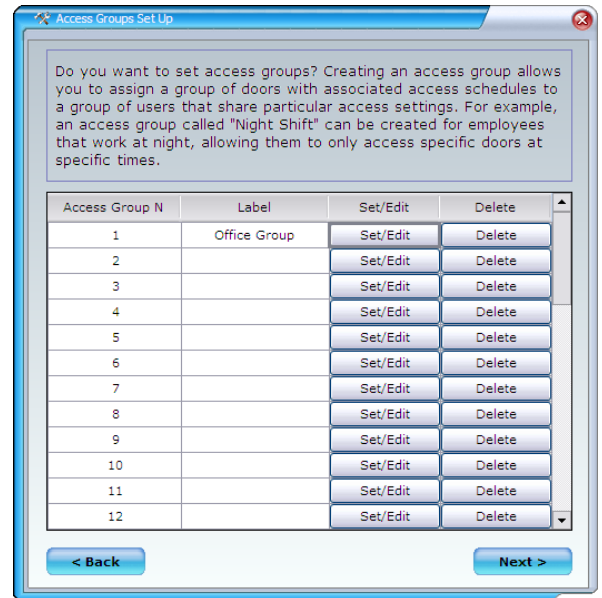 Access Groups Set Up
Do you want to set access groups? Creating an access group allows
you to assign a group of doors with associated access schedules to
a group of users that share particular access settings. For example,
an access group called "Night Shift" can be created for employees
that work at night, allowing them to only access specific doors at
specific times.
Access Group N Label Set/Edit Delete
1 Office Group Set/Edit Delete
2 Set/Edit Delete
3 Set/Edit Delete
4 Set/Edit Delete
5 Set/Edit Delete
6 Set/Edit Delete
7 Set/Edit Delete
8 Set/Edit Delete
9 Set/Edit Delete
10 Set/Edit Delete
11 Set/Edit Delete
12 Set/Edit Delete
< Back Next >